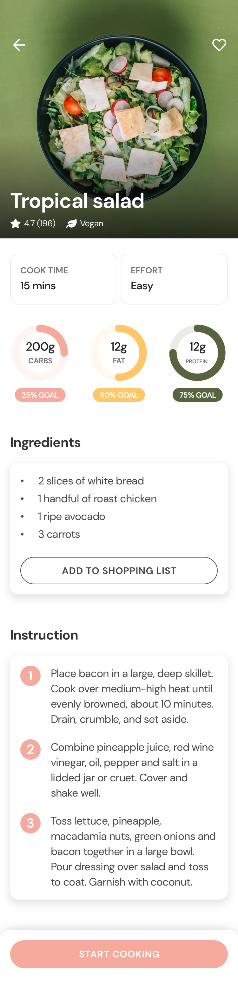 Tropical salad
4.7 (196) Vegan
COOK TIME
15 mins
EFFORT
Easy
200g
CARBS
25% GOAL
12g
FAT
50% GOAL
12g
PROTEIN
75% GOAL
Ingredients
• 2 slices of white bread
• 1 handful of roast chicken
• 1 ripe avocado
• 3 carrots
ADD TO SHOPPING LIST
Instruction
1 Place bacon in a large, deep skillet.
Cook over medium-high heat until
evenly browned, about 10 minutes.
Drain, crumble, and set aside.
2 Combine pineapple juice, red wine
vinegar, oil, pepper and salt in a
lidded jar or cruet. Cover and
shake well.
3 Toss lettuce, pineapple,
macadamia nuts, green onions and
bacon together in a large bowl.
Pour dressing over salad and toss
to coat. Garnish with coconut.
START COOKING